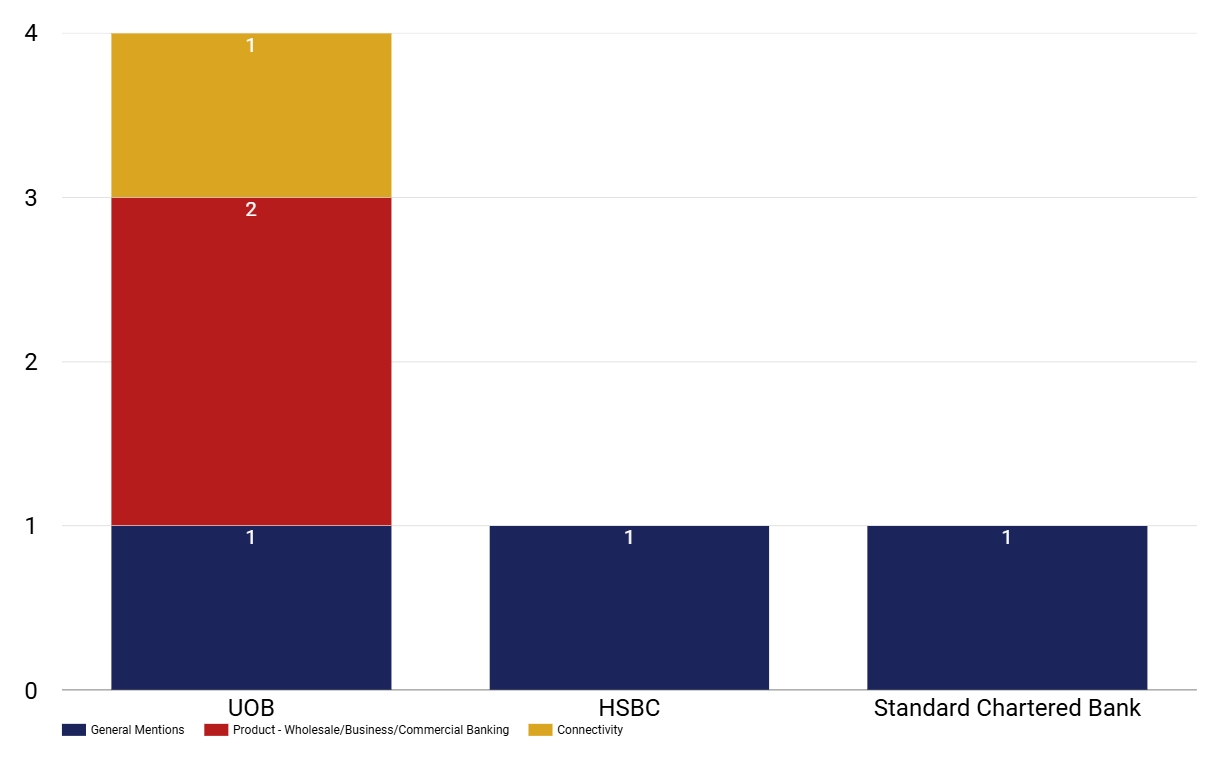 4
1
3
2
2
1
1
1
1
0
UOB
HSBC
Standard Chartered Bank
General Mentions
Product - Wholesale/Business/Commercial Banking
Connectivity